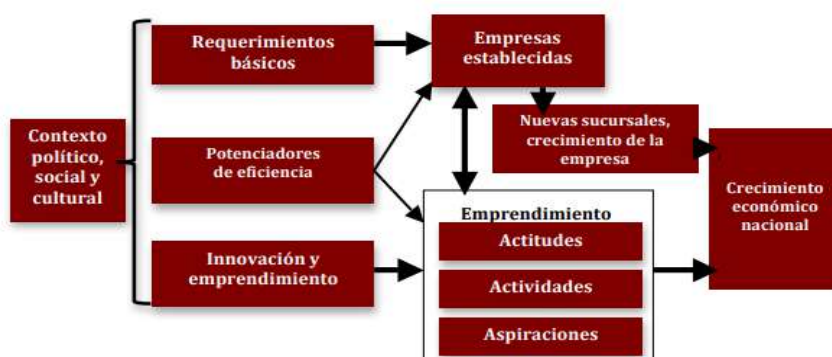 Contexto
político,
social y
cultural
Requerimientos
básicos
Potenciadores
de eficiencia
Innovación y
emprendimiento
Empresas
establecidas
Nuevas sucursales,
crecimiento de la
empresa
Emprendimiento
Actitudes
Actividades
Aspiraciones
Crecimiento
económico
nacional